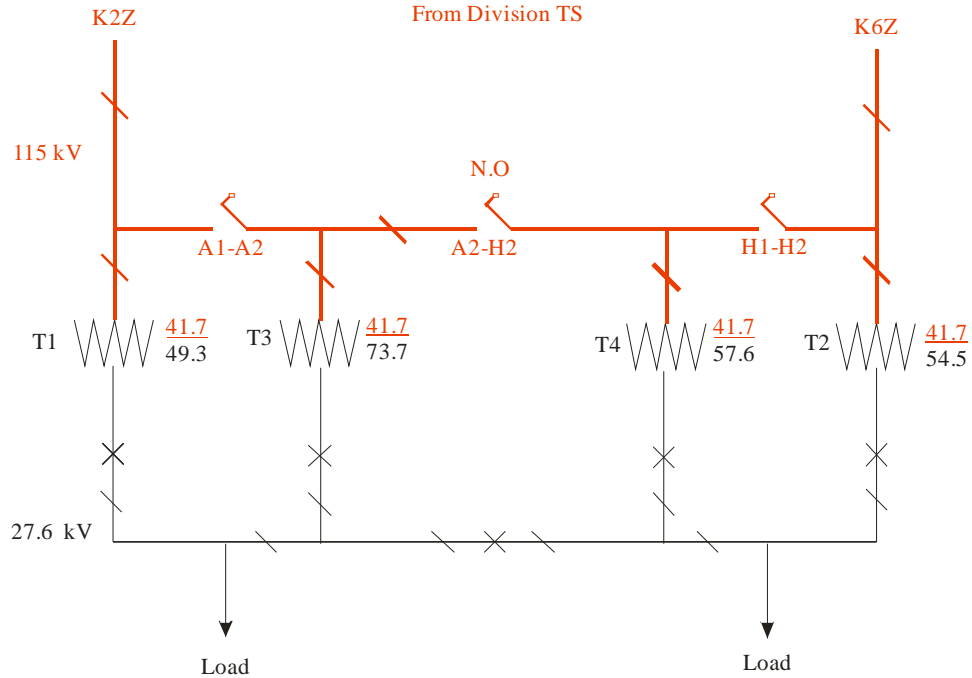 From Division TS
K2Z
K6Z
115 kV
N.O
A1-A2
A2-H2
H1-H2
T1
41.7
49.3
T3
41.7
73.7
T4
41.7
57.6
T2
41.7
54.5
27.6 kV
Load
Load